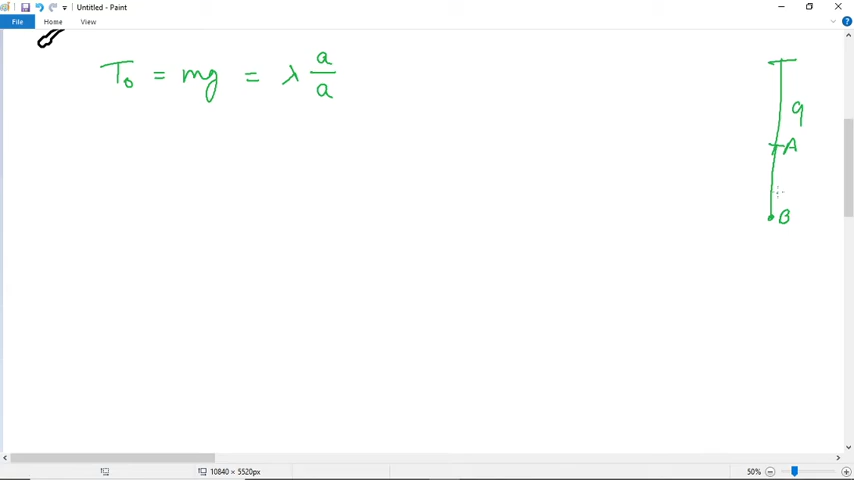 Untitled - Paint
File Home View
T₀ = mg = λ a/a
a
A
B
10840 × 5520px
50%